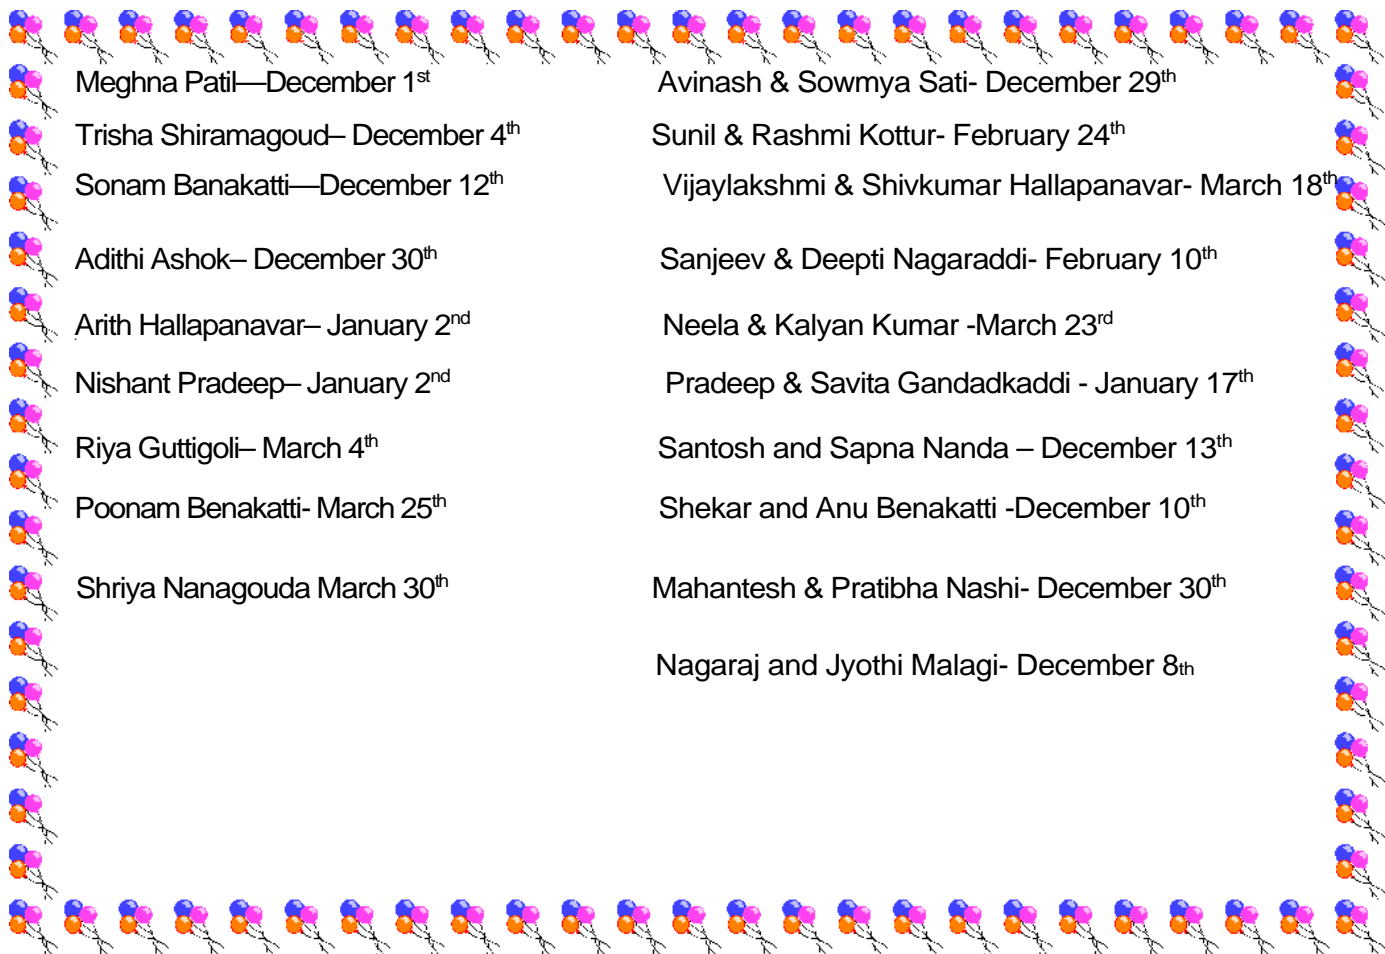 Meghna Patil—December 1st
Trisha Shiramagoud– December 4th
Sonam Banakatti—December 12th
Adithi Ashok– December 30th
Arith Hallapanavar– January 2nd
Nishant Pradeep– January 2nd
Riya Guttigoli– March 4th
Poonam Benakatti- March 25th
Shriya Nanagouda March 30th
Avinash & Sowmya Sati- December 29th
Sunil & Rashmi Kottur- February 24th
Vijaylakshmi & Shivkumar Hallapanavar- March 18th
Sanjeev & Deepti Nagaraddi- February 10th
Neela & Kalyan Kumar -March 23rd
Pradeep & Savita Gandadkaddi - January 17th
Santosh and Sapna Nanda – December 13th
Shekar and Anu Benakatti -December 10th
Mahantesh & Pratibha Nashi- December 30th
Nagaraj and Jyothi Malagi- December 8th